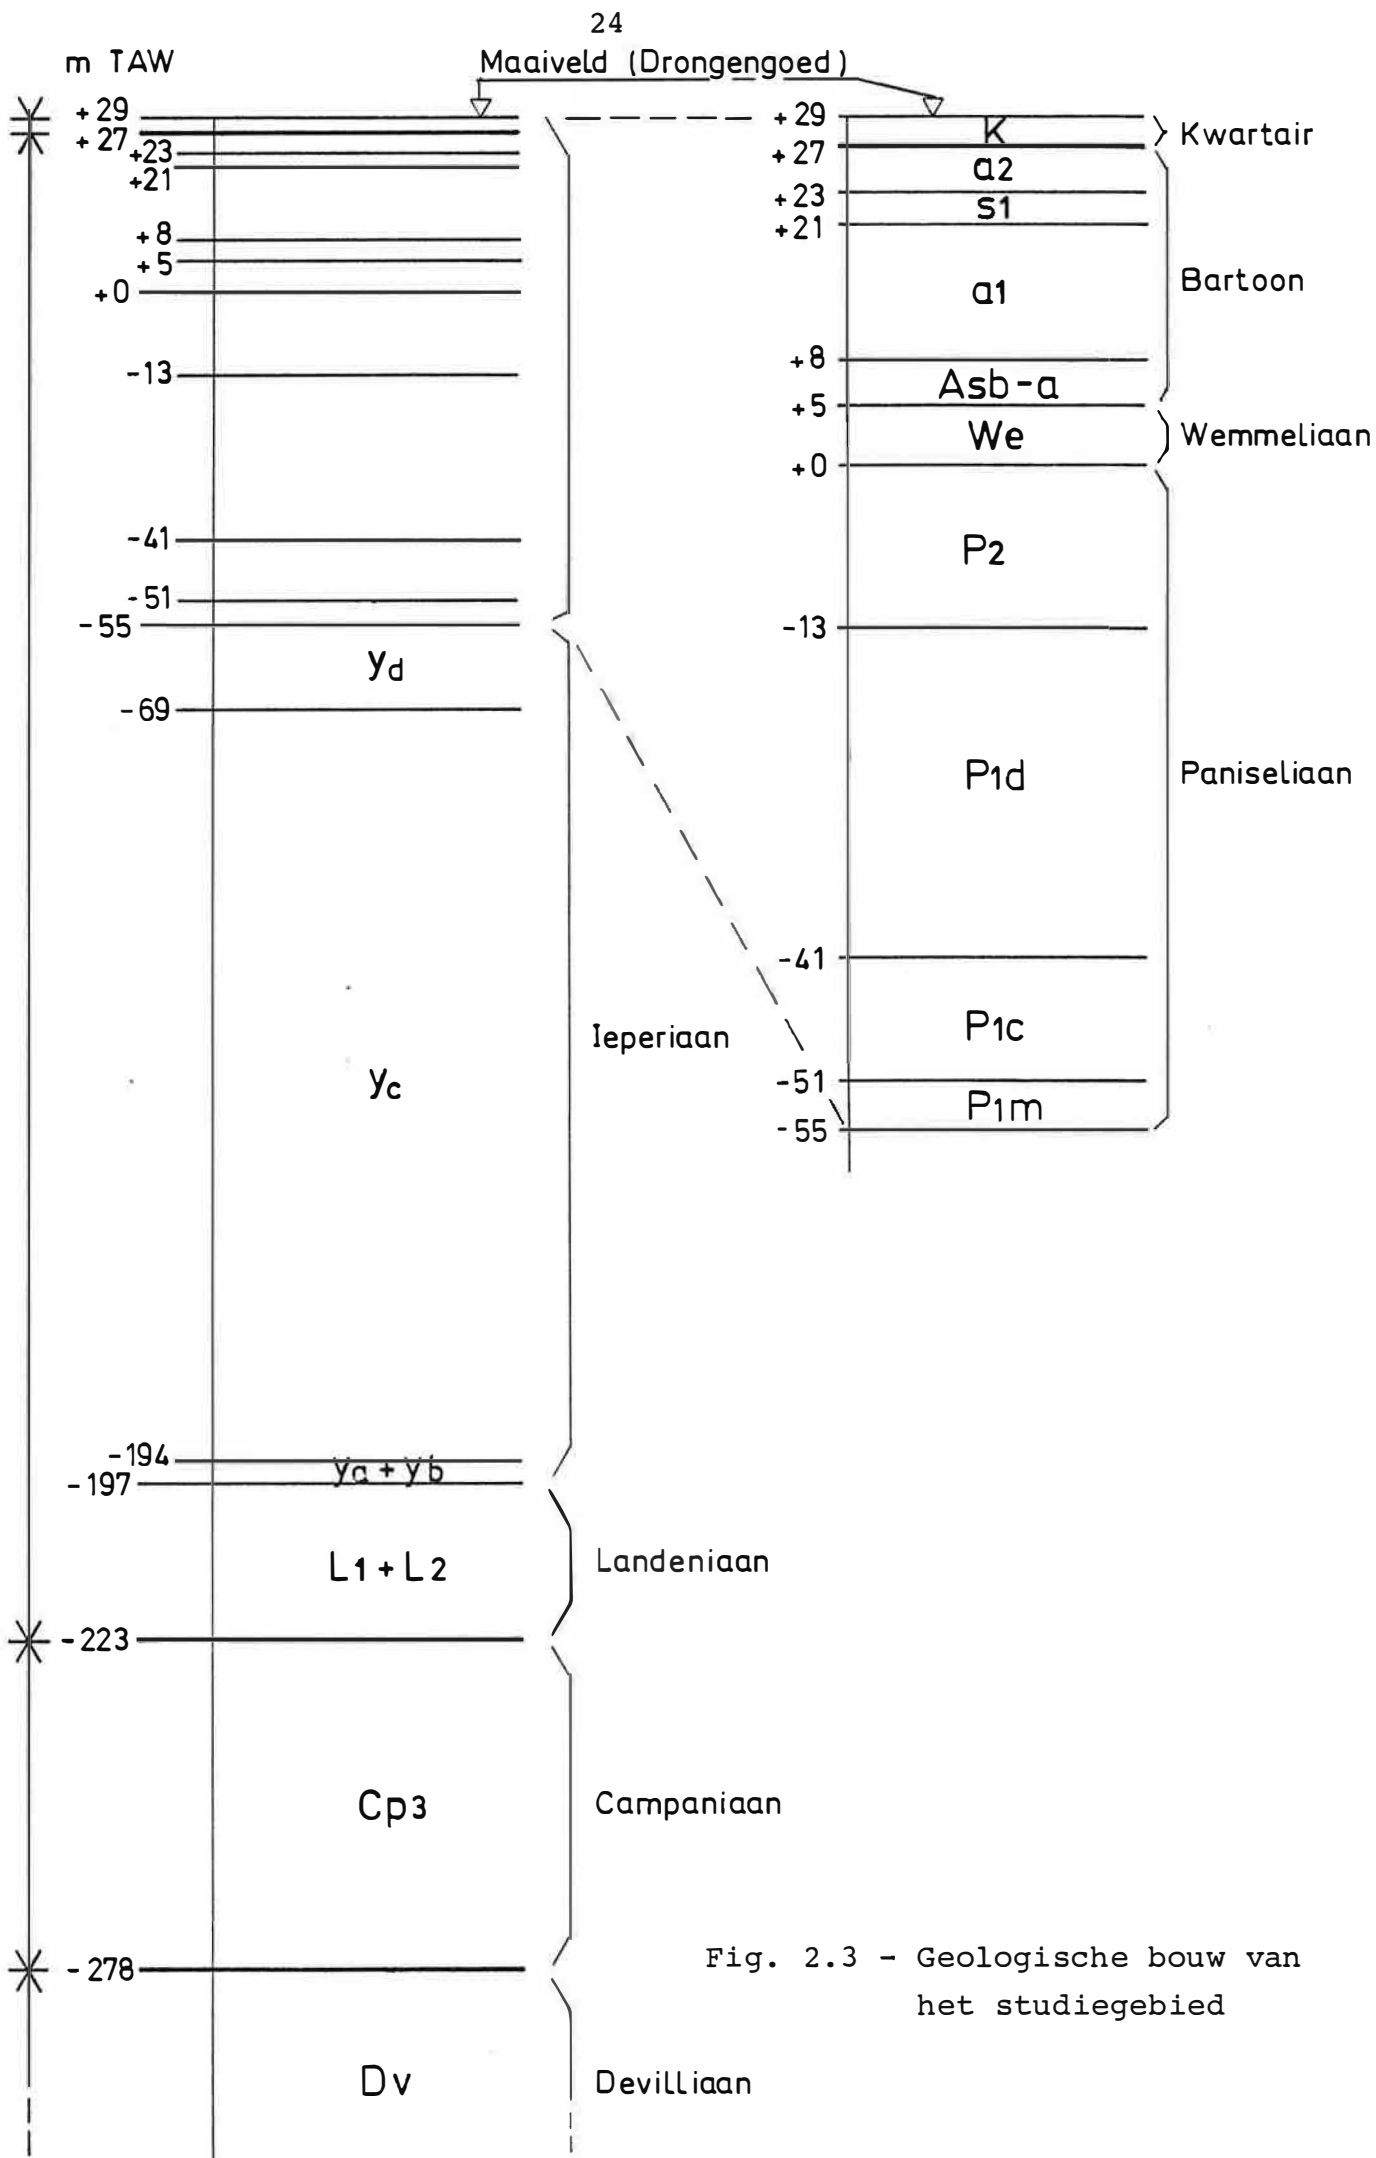 24
m TAW
Maaiveld (Drongengoed)
+29
+27
+23
+21
+8
+5
+0
-13
-41
-51
-55
yd
-69
yc
Ieperiaan
-194
ya + yb
-197
L1 + L2
Landeniaan
-223
Cp3
Campaniaan
-278
Dv
Devilliaan
+29
K
Kwartair
+27
a2
+23
s1
+21
a1
Bartoon
+8
Asb-a
+5
We
Wemmeliaan
+0
P2
-13
P1d
Paniseliaan
-41
P1c
-51
P1m
-55
Fig. 2.3 - Geologische bouw van
het studiegebied